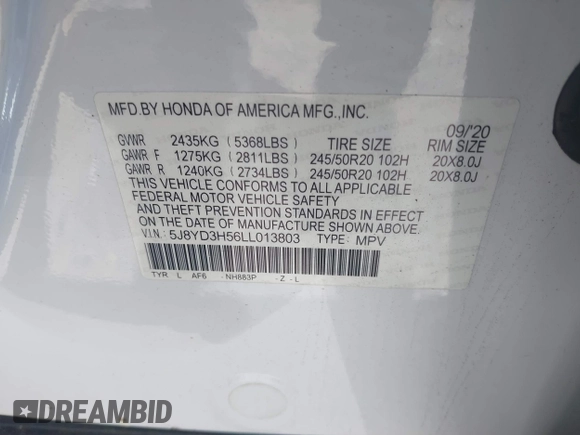 MFD.BY HONDA OF AMERICA MFG.,INC.
09/'20
GVWR 2435KG (5368LBS) TIRE SIZE RIM SIZE
GAWR F 1275KG (2811LBS) 245/50R20 102H 20X8.0J
GAWR R 1240KG (2734LBS) 245/50R20 102H 20X8.0J
THIS VEHICLE CONFORMS TO ALL APPLICABLE
FEDERAL MOTOR VEHICLE SAFETY
AND THEFT PREVENTION STANDARDS IN EFFECT
ON THE DATE OF MANUFACTURE SHOWN ABOVE.
V.I.N.: 5J8YD3H56LL013803 TYPE: MPV
TYR L AF6 -NH883P -Z -L
DREAMBID